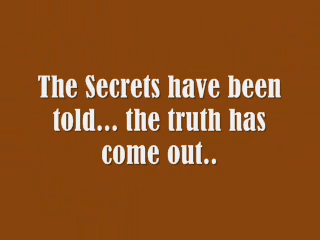 The Secrets have been
told... the truth has
come out..